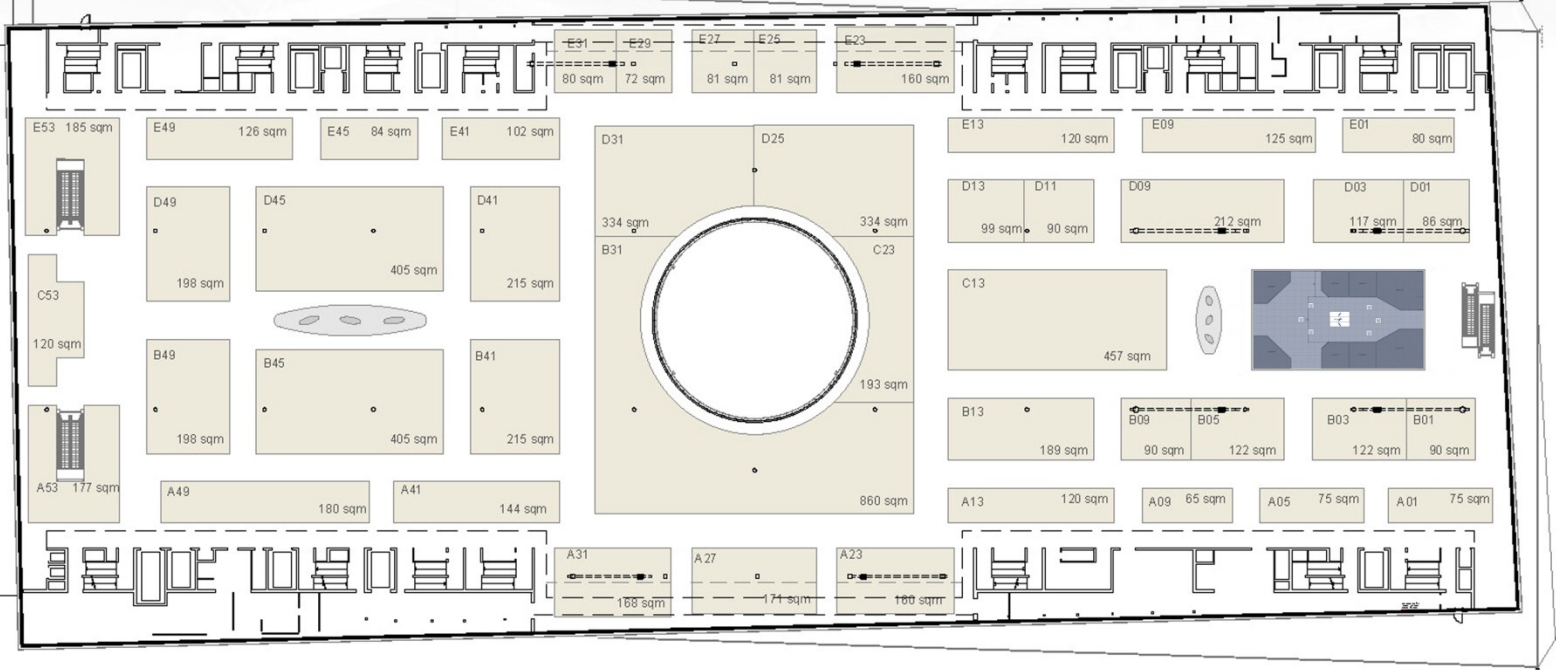 E31 E29 E27 E25 E23
80 sqm 72 sqm 81 sqm 81 sqm 160 sqm
E53 185 sqm E49 126 sqm E45 84 sqm E41 102 sqm
E13 120 sqm E09 125 sqm E01 80 sqm
D31 D25
334 sqm 334 sqm
D49 D45 D41
198 sqm 405 sqm 215 sqm
D13 D11 D09 D03 D01
99 sqm 90 sqm 212 sqm 117 sqm 86 sqm
B31 C23
193 sqm
860 sqm
C53
120 sqm
C13
457 sqm
B49 B45 B41
198 sqm 405 sqm 215 sqm
B13 B09 B05 B03 B01
189 sqm 90 sqm 122 sqm 122 sqm 90 sqm
A53 177 sqm A49 180 sqm A41 144 sqm
A13 120 sqm A09 65 sqm A05 75 sqm A01 75 sqm
A31 A27 A23
168 sqm 171 sqm 160 sqm